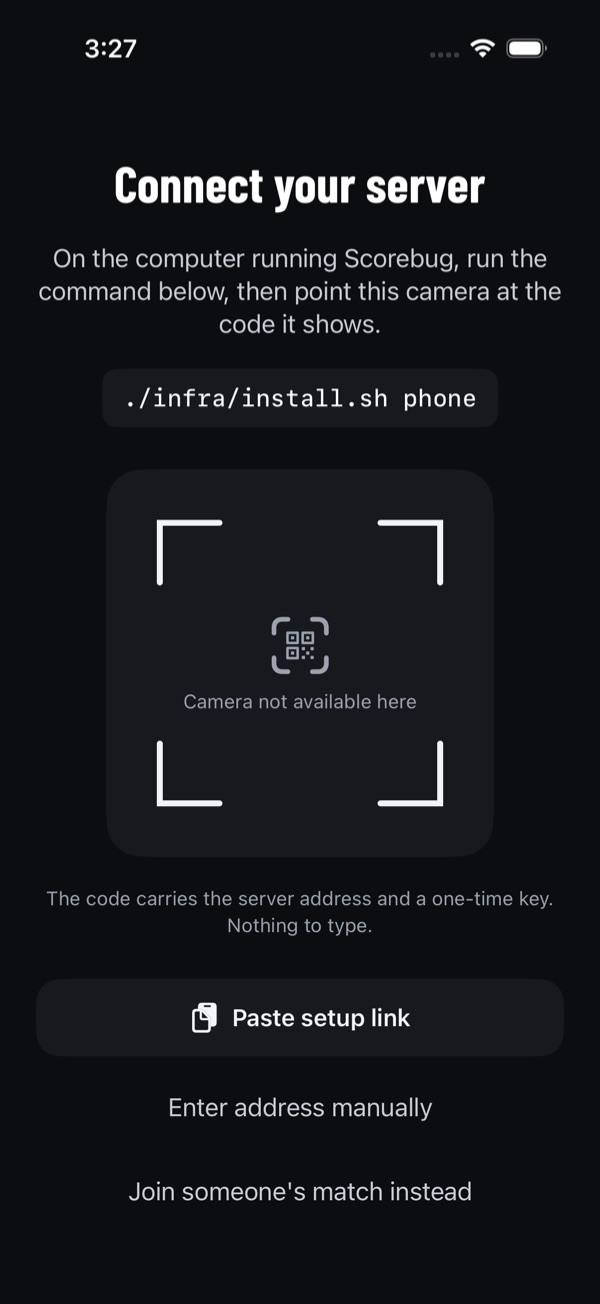 3:27
Connect your server
On the computer running Scorebug, run the
command below, then point this camera at the
code it shows.
./infra/install.sh phone
Camera not available here
The code carries the server address and a one-time key.
Nothing to type.
Paste setup link
Enter address manually
Join someone's match instead